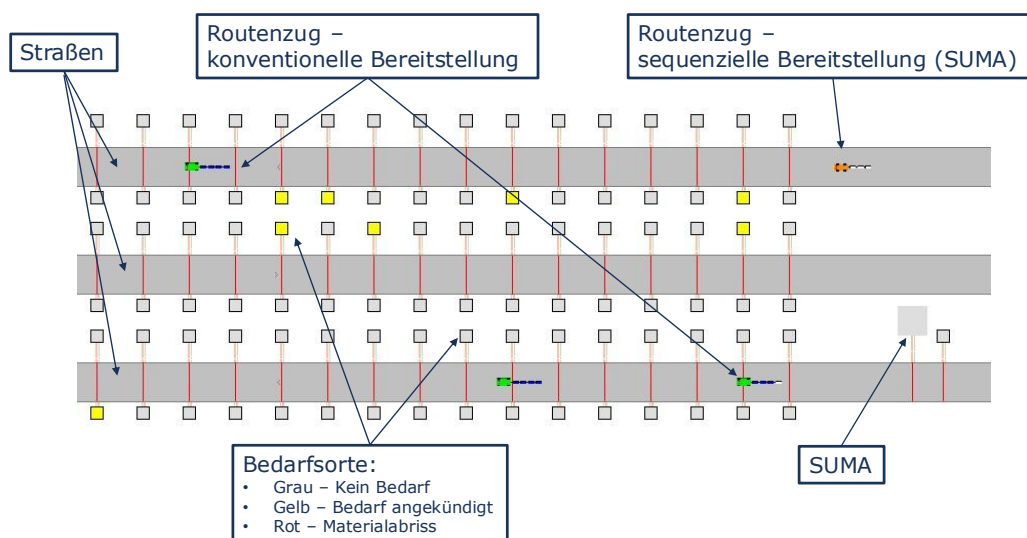 Straßen
Routenzug –
konventionelle Bereitstellung
Routenzug –
sequenzielle Bereitstellung (SUMA)
Bedarfsorte:
• Grau – Kein Bedarf
• Gelb – Bedarf angekündigt
• Rot – Materialabriss
SUMA